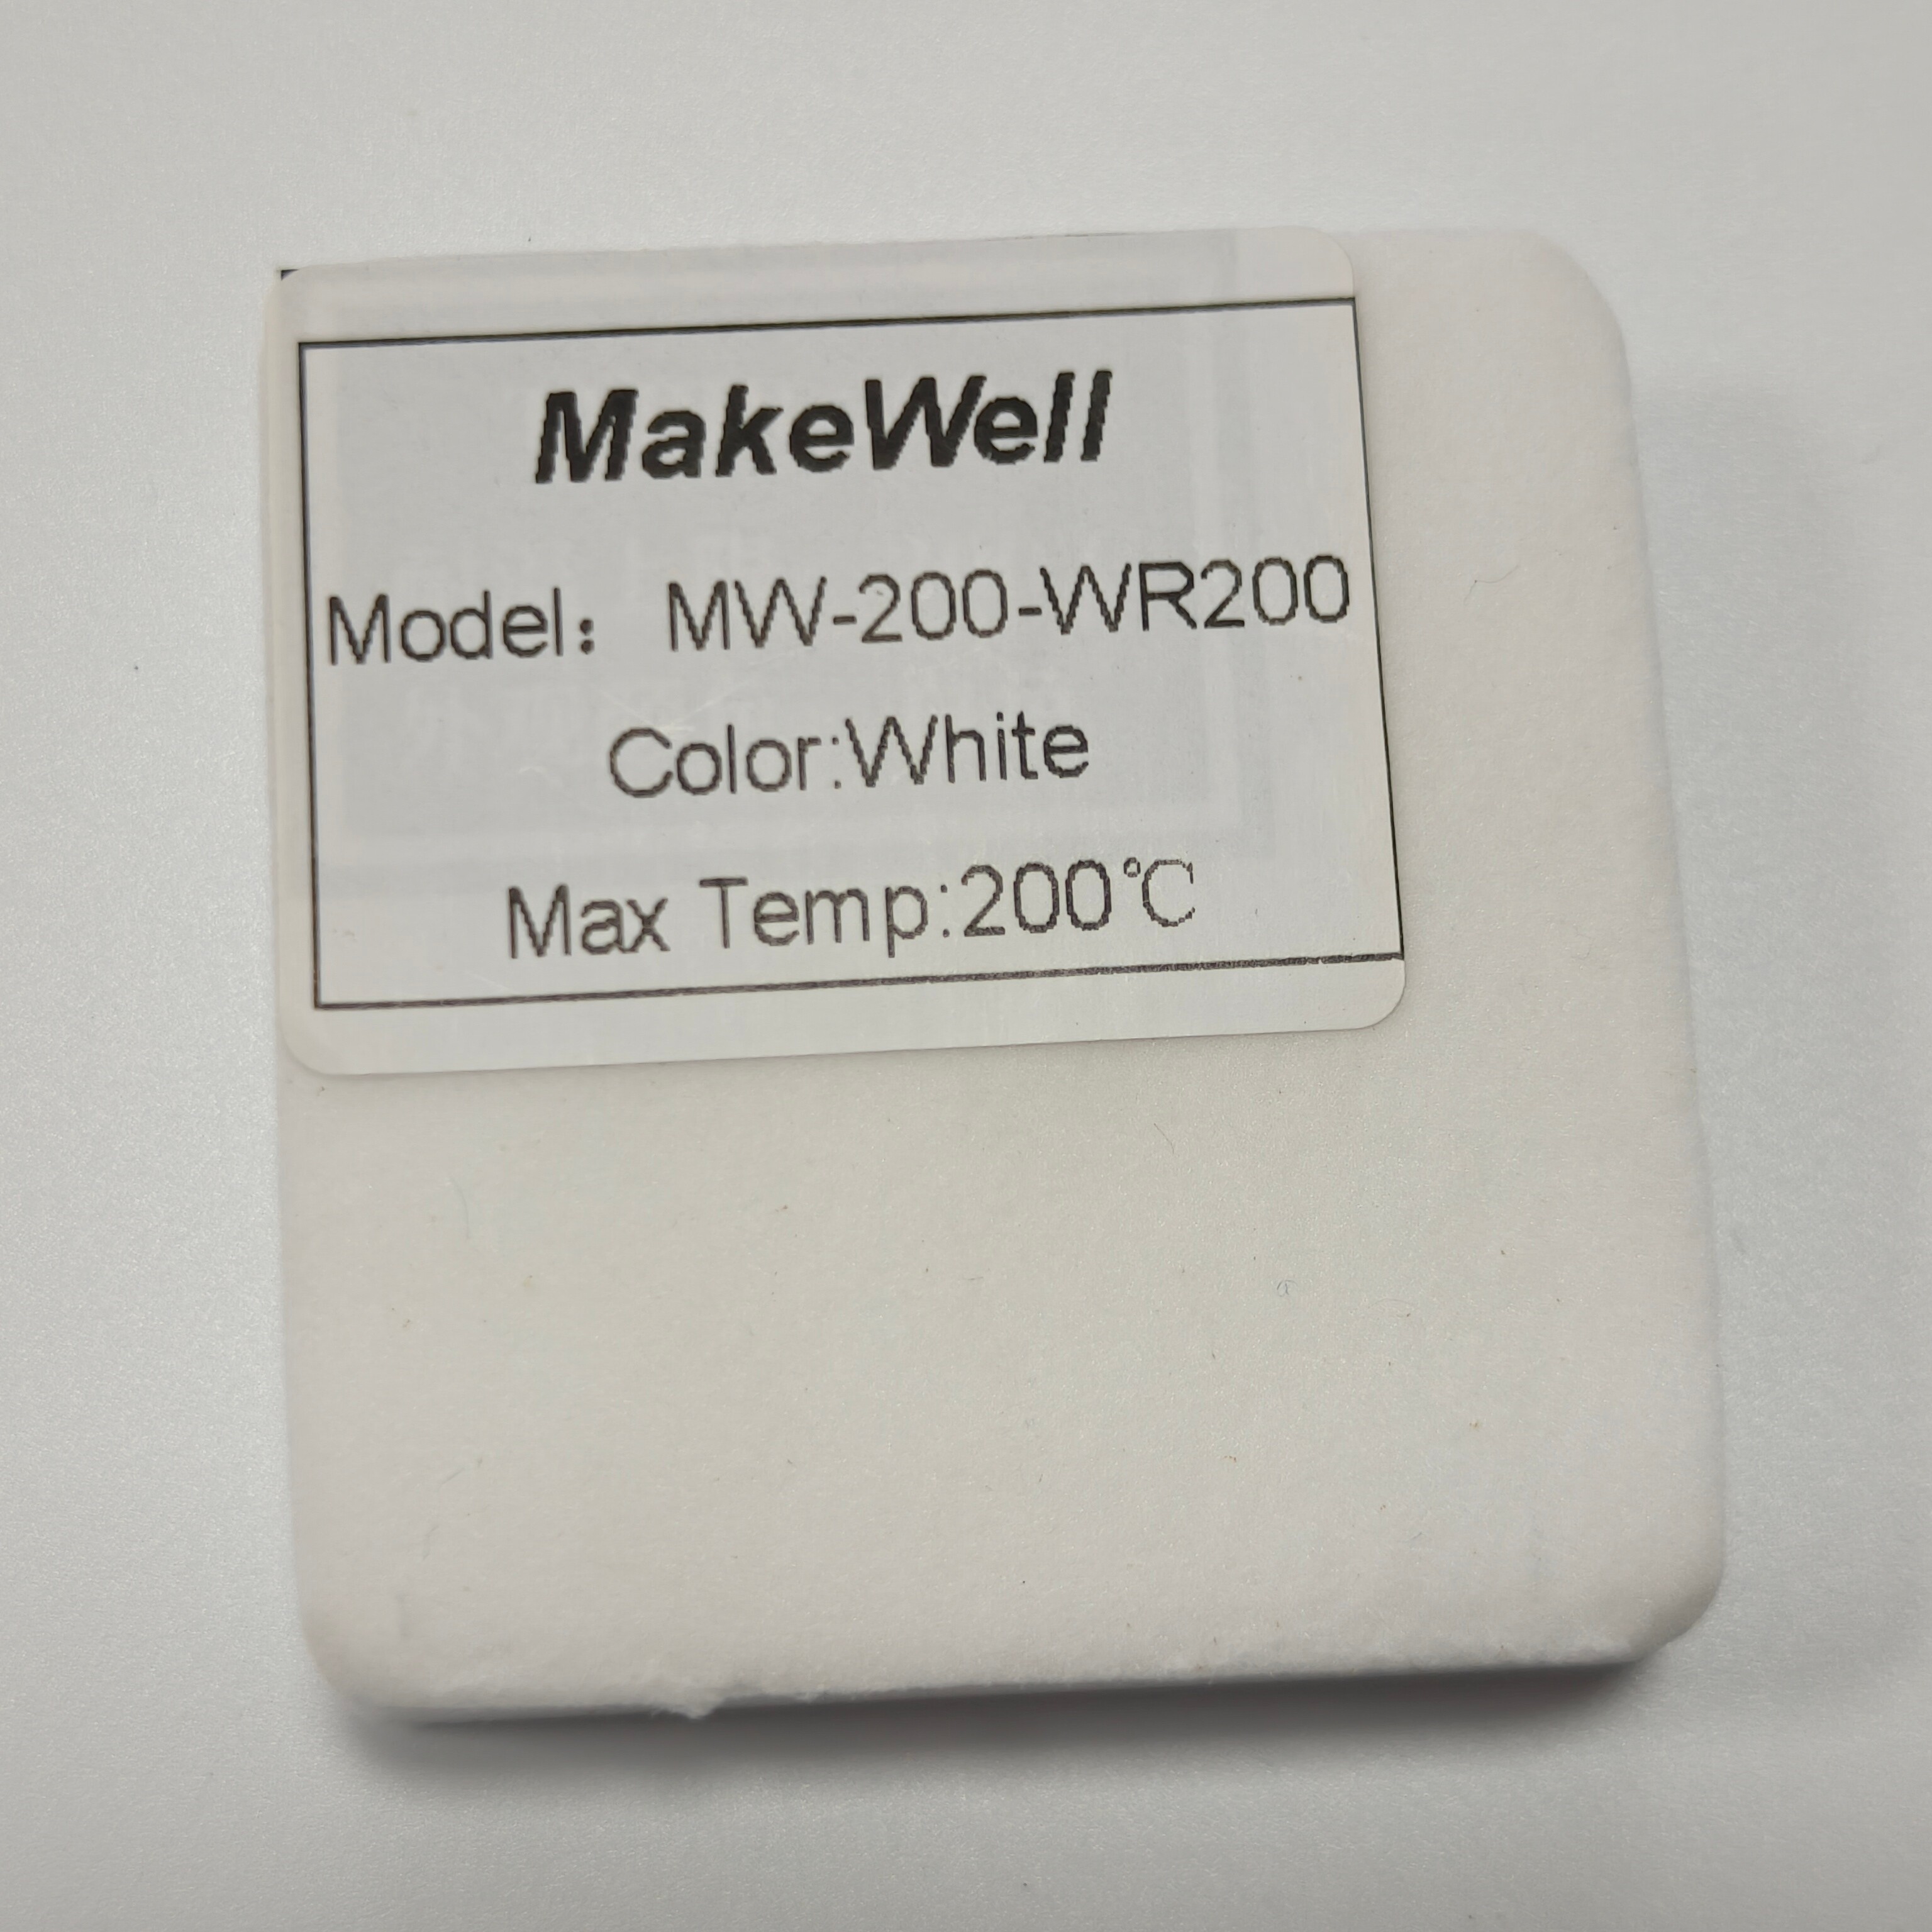 MakeWell
Model： MW-200-WR200
Color:White
Max Temp:200℃